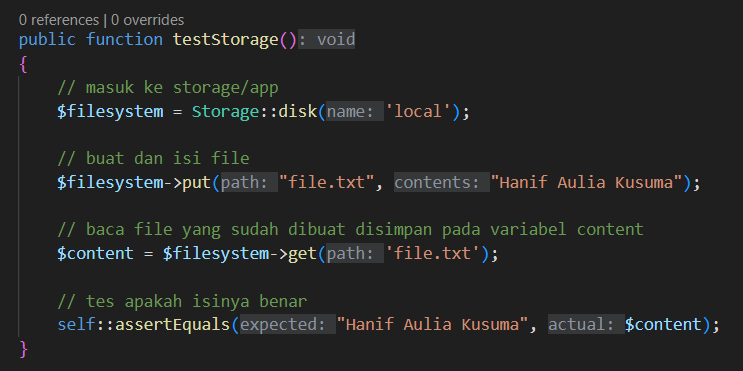 0 references | 0 overrides
public function testStorage(): void
{
// masuk ke storage/app
$filesystem = Storage::disk(name: 'local');
// buat dan isi file
$filesystem->put(path: "file.txt", contents: "Hanif Aulia Kusuma");
// baca file yang sudah dibuat disimpan pada variabel content
$content = $filesystem->get(path: 'file.txt');
// tes apakah isinya benar
self::assertEquals(expected: "Hanif Aulia Kusuma", actual: $content);
}